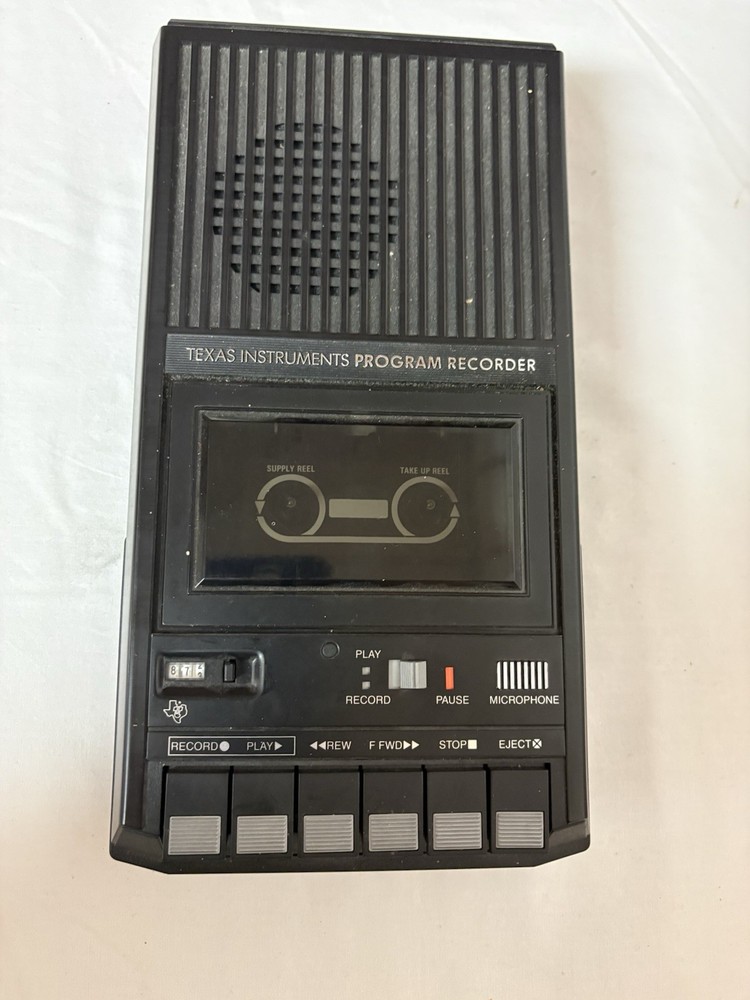 TEXAS INSTRUMENTS PROGRAM RECORDER
SUPPLY REEL TAKE UP REEL
PLAY
RECORD PAUSE MICROPHONE
RECORD● PLAY▶ ◀◀REW F FWD▶▶ STOP■ EJECT⊗